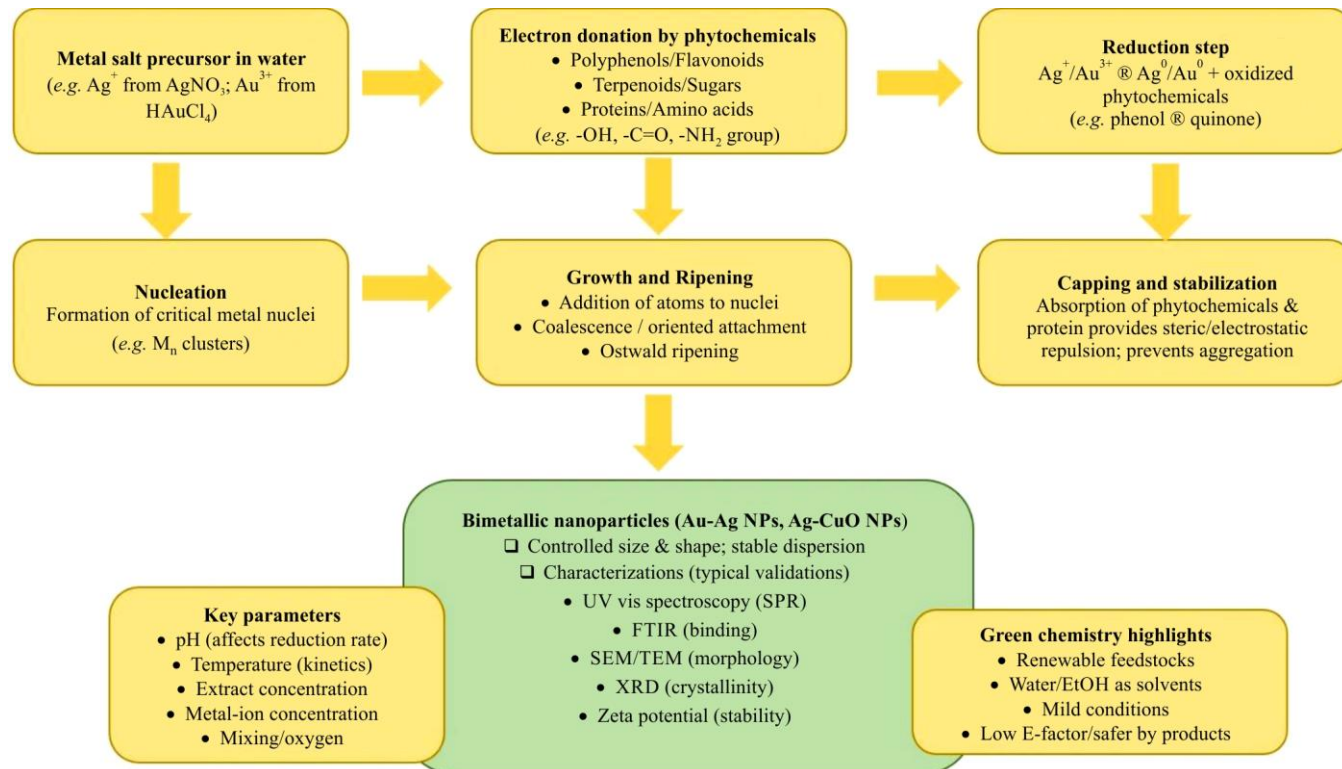 Metal salt precursor in water
(e.g. Ag⁺ from AgNO₃; Au³⁺ from
HAuCl₄)
Electron donation by phytochemicals
• Polyphenols/Flavonoids
• Terpenoids/Sugars
• Proteins/Amino acids
(e.g. -OH, -C=O, -NH₂ group)
Reduction step
Ag⁺/Au³⁺ ® Ag⁰/Au⁰ + oxidized
phytochemicals
(e.g. phenol ® quinone)
Nucleation
Formation of critical metal nuclei
(e.g. Mₙ clusters)
Growth and Ripening
• Addition of atoms to nuclei
• Coalescence / oriented attachment
• Ostwald ripening
Capping and stabilization
Absorption of phytochemicals &
protein provides steric/electrostatic
repulsion; prevents aggregation
Bimetallic nanoparticles (Au-Ag NPs, Ag-CuO NPs)
❑ Controlled size & shape; stable dispersion
❑ Characterizations (typical validations)
• UV vis spectroscopy (SPR)
• FTIR (binding)
• SEM/TEM (morphology)
• XRD (crystallinity)
• Zeta potential (stability)
Key parameters
• pH (affects reduction rate)
• Temperature (kinetics)
• Extract concentration
• Metal-ion concentration
• Mixing/oxygen
Green chemistry highlights
• Renewable feedstocks
• Water/EtOH as solvents
• Mild conditions
• Low E-factor/safer by products